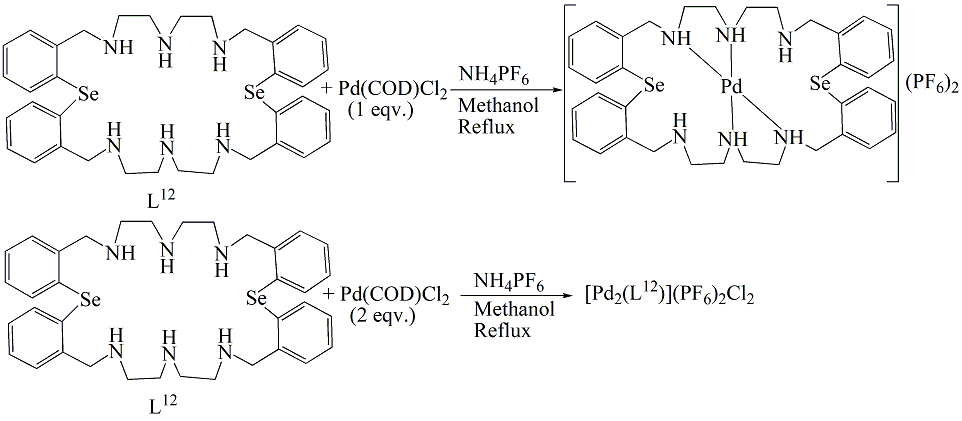 NH NH NH NH NH NH
Se Se + Pd(COD)Cl2 NH4PF6 Se Pd Se (PF6)2
(1 eqv.) Methanol
Reflux
H H H H
N N N N NH NH
L12
NH NH NH
Se Se + Pd(COD)Cl2 NH4PF6 [Pd2(L12)](PF6)2Cl2
(2 eqv.) Methanol
Reflux
H H H
N N N
L12